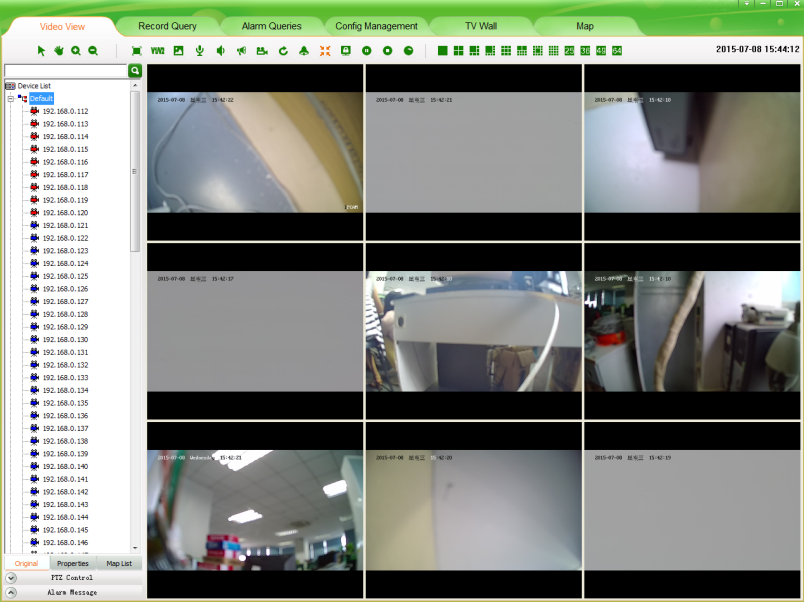 Video View
Record Query
Alarm Queries
Config Management
TV Wall
Map
2015-07-08 15:44:12
Device List
Default
192.168.0.112
192.168.0.113
192.168.0.114
192.168.0.115
192.168.0.116
192.168.0.117
192.168.0.118
192.168.0.119
192.168.0.120
192.168.0.121
192.168.0.122
192.168.0.123
192.168.0.124
192.168.0.125
192.168.0.126
192.168.0.127
192.168.0.128
192.168.0.129
192.168.0.130
192.168.0.131
192.168.0.132
192.168.0.133
192.168.0.134
192.168.0.135
192.168.0.136
192.168.0.137
192.168.0.138
192.168.0.139
192.168.0.140
192.168.0.141
192.168.0.142
192.168.0.143
192.168.0.144
192.168.0.145
192.168.0.146
Original
Properties
Map List
PTZ Control
Alarm Message
2015-07-08 星期三 15:42:22
2015-07-08 星期三 15:42:21
2015-07-08 星期三 15:42:18
2015-07-08 星期三 15:42:17
2015-07-08 星期三
2015-07-08 星期三
2015-07-08 Wednesday 15:42:21
2015-07-08 星期三 15:42:20
2015-07-08 星期三 15:42:19